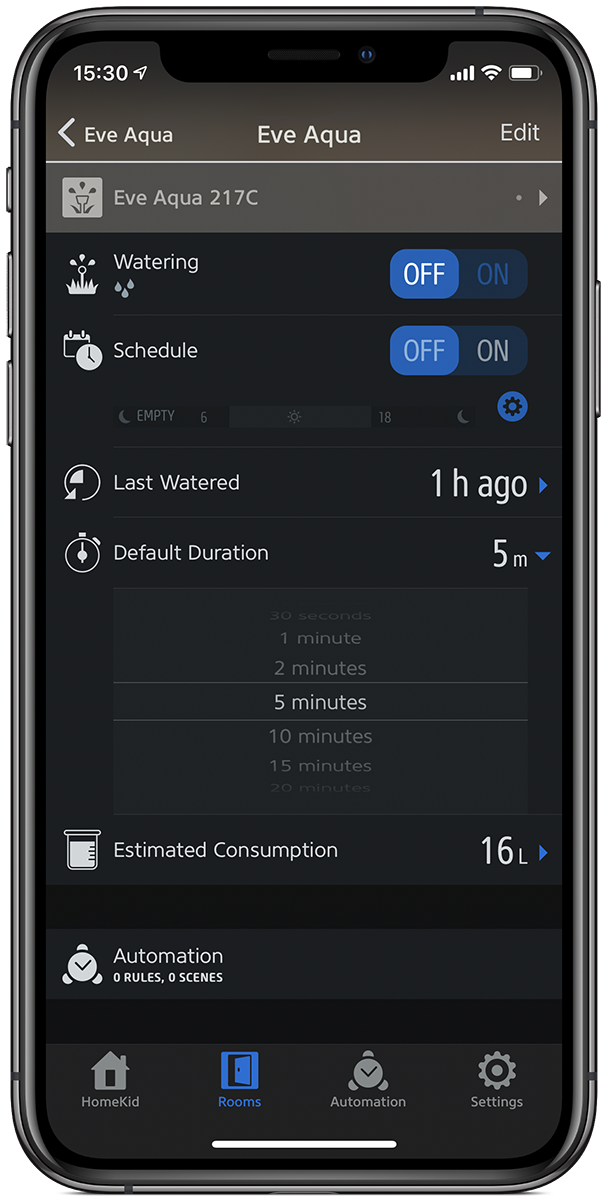 15:30
Eve Aqua
Eve Aqua
Edit
Eve Aqua 217C
Watering
OFF ON
Schedule
OFF ON
EMPTY 6 18
Last Watered
1 h ago
Default Duration
5 m
30 seconds
1 minute
2 minutes
5 minutes
10 minutes
15 minutes
20 minutes
Estimated Consumption
16 L
Automation
0 RULES, 0 SCENES
HomeKid
Rooms
Automation
Settings